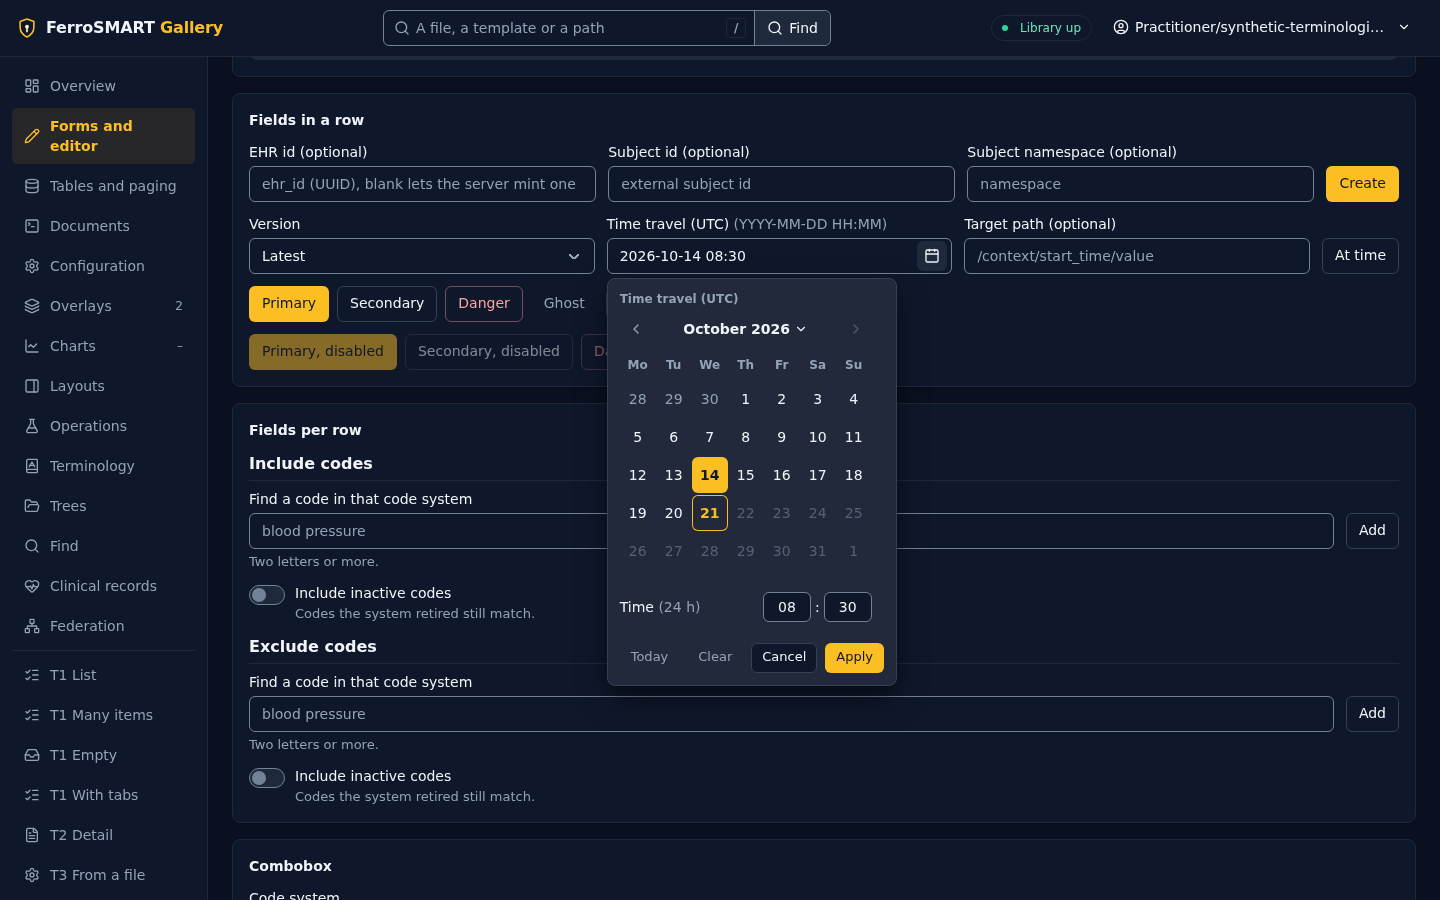 FerroSMART Gallery
A file, a template or a path
/
Find
Library up
Practitioner/synthetic-terminologi...
Overview
Forms and
editor
Tables and paging
Documents
Configuration
Overlays 2
Charts –
Layouts
Operations
Terminology
Trees
Find
Clinical records
Federation
T1 List
T1 Many items
T1 Empty
T1 With tabs
T2 Detail
T3 From a file
Fields in a row
EHR id (optional)
Subject id (optional)
Subject namespace (optional)
ehr_id (UUID), blank lets the server mint one
external subject id
namespace
Create
Version
Time travel (UTC) (YYYY-MM-DD HH:MM)
Target path (optional)
Latest
2026-10-14 08:30
/context/start_time/value
At time
Primary
Secondary
Danger
Ghost
Primary, disabled
Secondary, disabled
Time travel (UTC)
October 2026
Mo Tu We Th Fr Sa Su
28 29 30 1 2 3 4
5 6 7 8 9 10 11
12 13 14 15 16 17 18
19 20 21 22 23 24 25
26 27 28 29 30 31 1
Time (24 h) 08 : 30
Today Clear Cancel Apply
Fields per row
Include codes
Find a code in that code system
blood pressure
Add
Two letters or more.
Include inactive codes
Codes the system retired still match.
Exclude codes
Find a code in that code system
blood pressure
Add
Two letters or more.
Include inactive codes
Codes the system retired still match.
Combobox
Code system